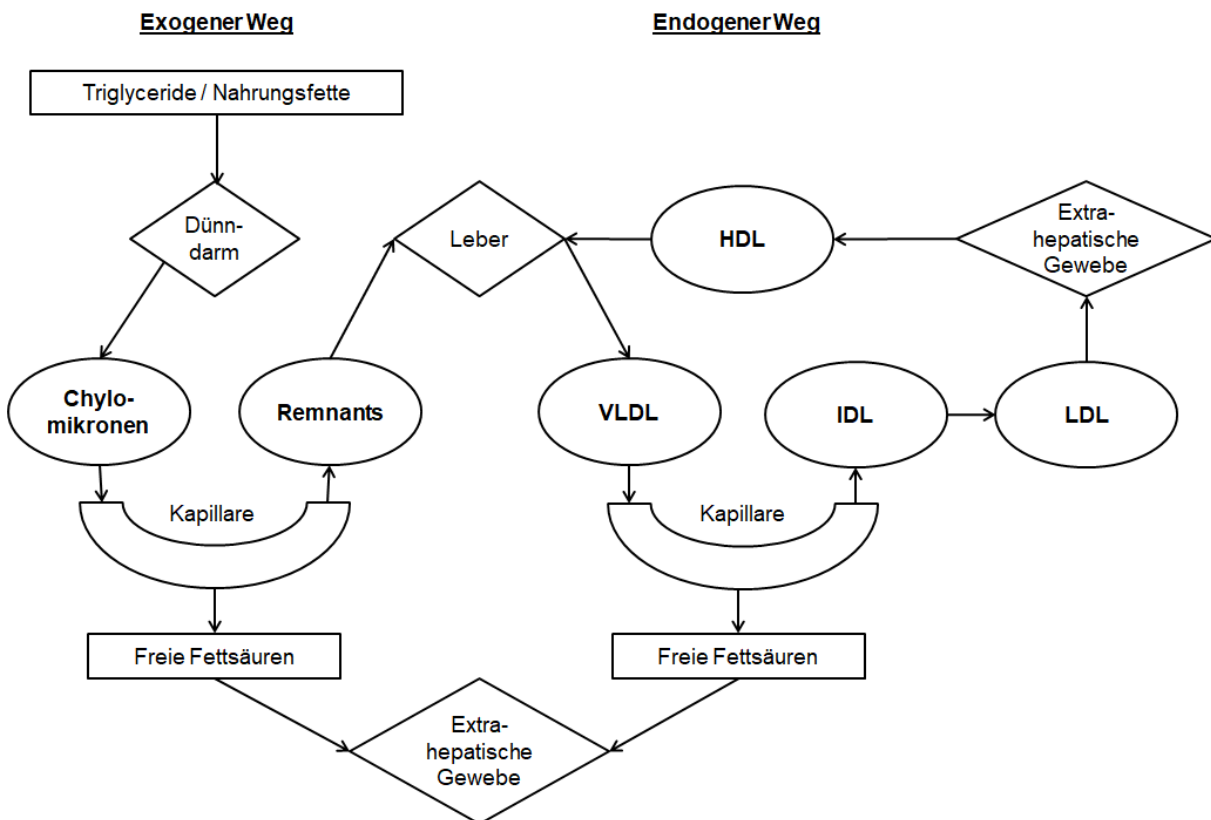 Exogener Weg
Endogener Weg
Triglyceride / Nahrungsfette
Dünn-
darm
Leber
HDL
Extra-
hepatische
Gewebe
Chylo-
mikronen
Remnants
VLDL
IDL
LDL
Kapillare
Kapillare
Freie Fettsäuren
Freie Fettsäuren
Extra-
hepatische
Gewebe